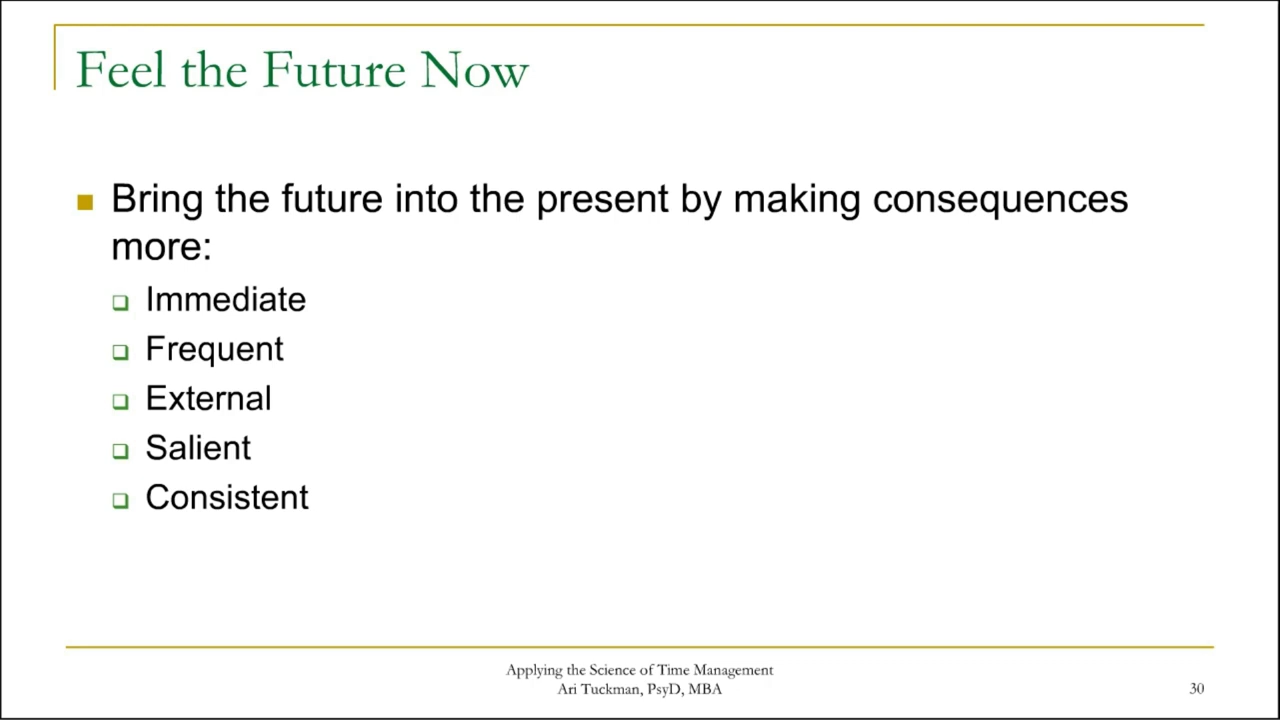 Feel the Future Now
Bring the future into the present by making consequences
more:
Immediate
Frequent
External
Salient
Consistent
Applying the Science of Time Management
Ari Tuckman, PsyD, MBA
30